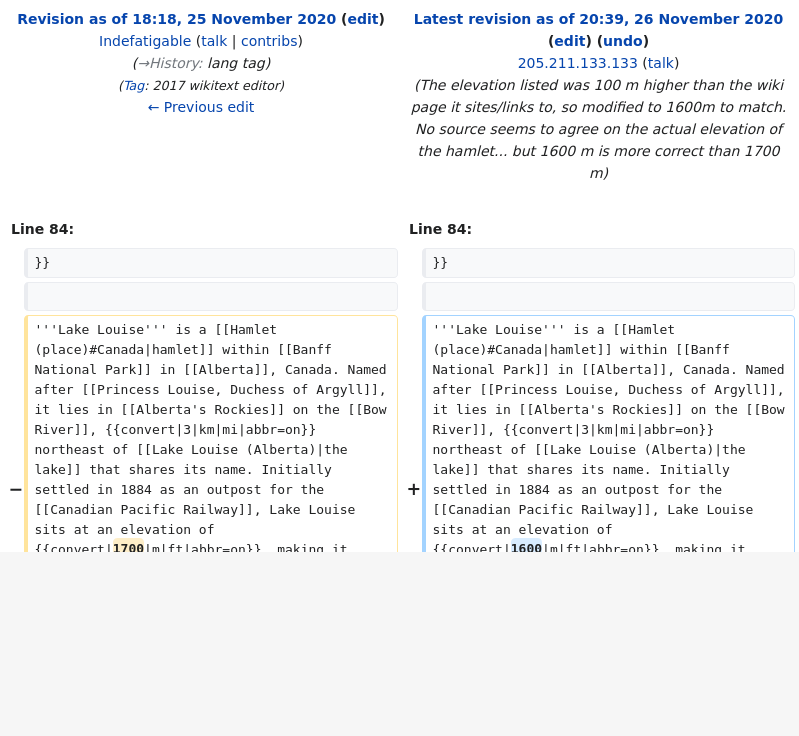 Revision as of 18:18, 25 November 2020 (edit)
Indefatigable (talk | contribs)
(→History: lang tag)
(Tag: 2017 wikitext editor)
← Previous edit
Latest revision as of 20:39, 26 November 2020
(edit) (undo)
205.211.133.133 (talk)
(The elevation listed was 100 m higher than the wiki
page it sites/links to, so modified to 1600m to match.
No source seems to agree on the actual elevation of
the hamlet... but 1600 m is more correct than 1700
m)
Line 84:
}}
'''Lake Louise''' is a [[Hamlet
(place)#Canada|hamlet]] within [[Banff
National Park]] in [[Alberta]], Canada. Named
after [[Princess Louise, Duchess of Argyll]],
it lies in [[Alberta's Rockies]] on the [[Bow
River]], {{convert|3|km|mi|abbr=on}}
northeast of [[Lake Louise (Alberta)|the
lake]] that shares its name. Initially
− settled in 1884 as an outpost for the
[[Canadian Pacific Railway]], Lake Louise
sits at an elevation of
{{convert|1700|m|ft|abbr=on}}, making it
Line 84:
}}
'''Lake Louise''' is a [[Hamlet
(place)#Canada|hamlet]] within [[Banff
National Park]] in [[Alberta]], Canada. Named
after [[Princess Louise, Duchess of Argyll]],
it lies in [[Alberta's Rockies]] on the [[Bow
River]], {{convert|3|km|mi|abbr=on}}
northeast of [[Lake Louise (Alberta)|the
lake]] that shares its name. Initially
+ settled in 1884 as an outpost for the
[[Canadian Pacific Railway]], Lake Louise
sits at an elevation of
{{convert|1600|m|ft|abbr=on}}, making it